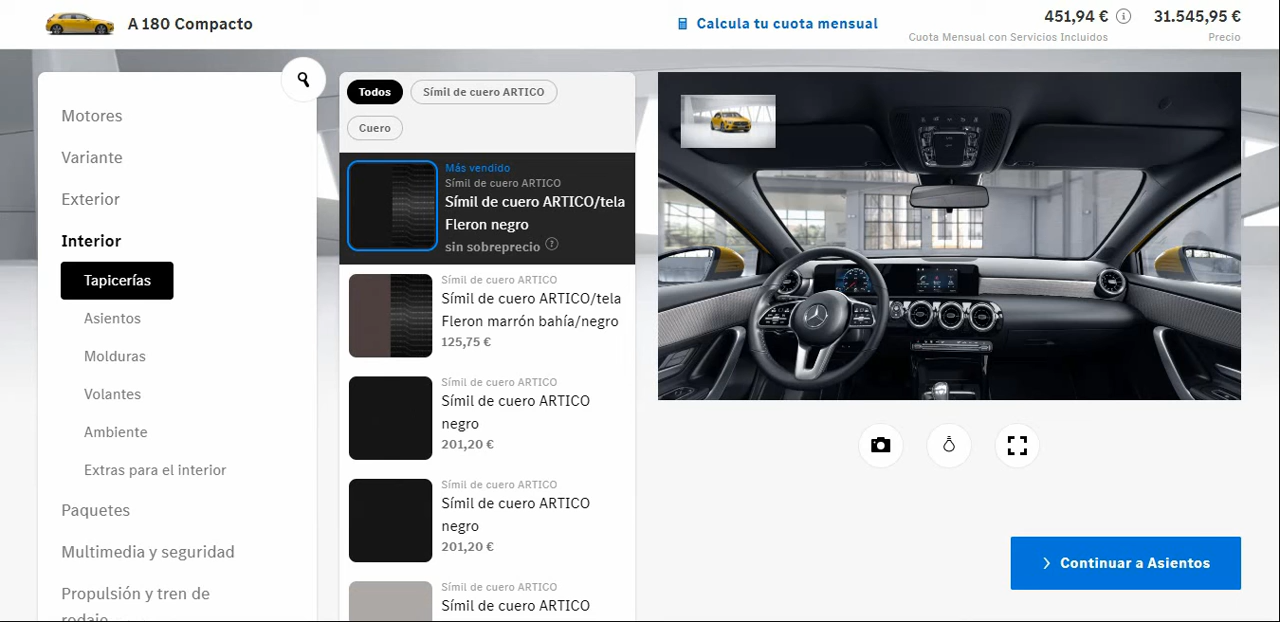 A 180 Compacto
Calcula tu cuota mensual
451,94 €
Cuota Mensual con Servicios Incluidos
31.545,95 €
Precio
Motores
Variante
Exterior
Interior
Tapicerías
Asientos
Molduras
Volantes
Ambiente
Extras para el interior
Paquetes
Multimedia y seguridad
Propulsión y tren de
rodaje
Todos
Símil de cuero ARTICO
Cuero
Más vendido
Símil de cuero ARTICO
Símil de cuero ARTICO/tela
Fleron negro
sin sobreprecio
Símil de cuero ARTICO
Símil de cuero ARTICO/tela
Fleron marrón bahía/negro
125,75 €
Símil de cuero ARTICO
Símil de cuero ARTICO
negro
201,20 €
Símil de cuero ARTICO
Símil de cuero ARTICO
negro
201,20 €
Símil de cuero ARTICO
Símil de cuero ARTICO
Continuar a Asientos